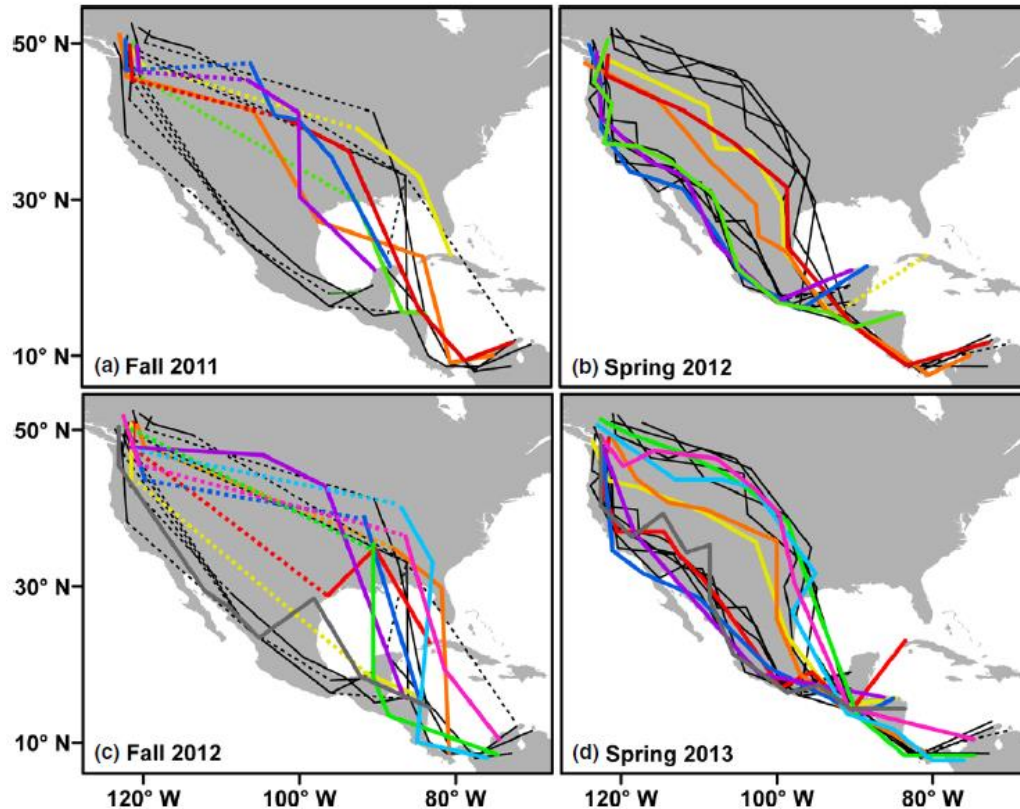 50° N
30° N
10° N
(a) Fall 2011
(b) Spring 2012
50° N
30° N
10° N
(c) Fall 2012
(d) Spring 2013
120° W 100° W 80° W 120° W 100° W 80° W